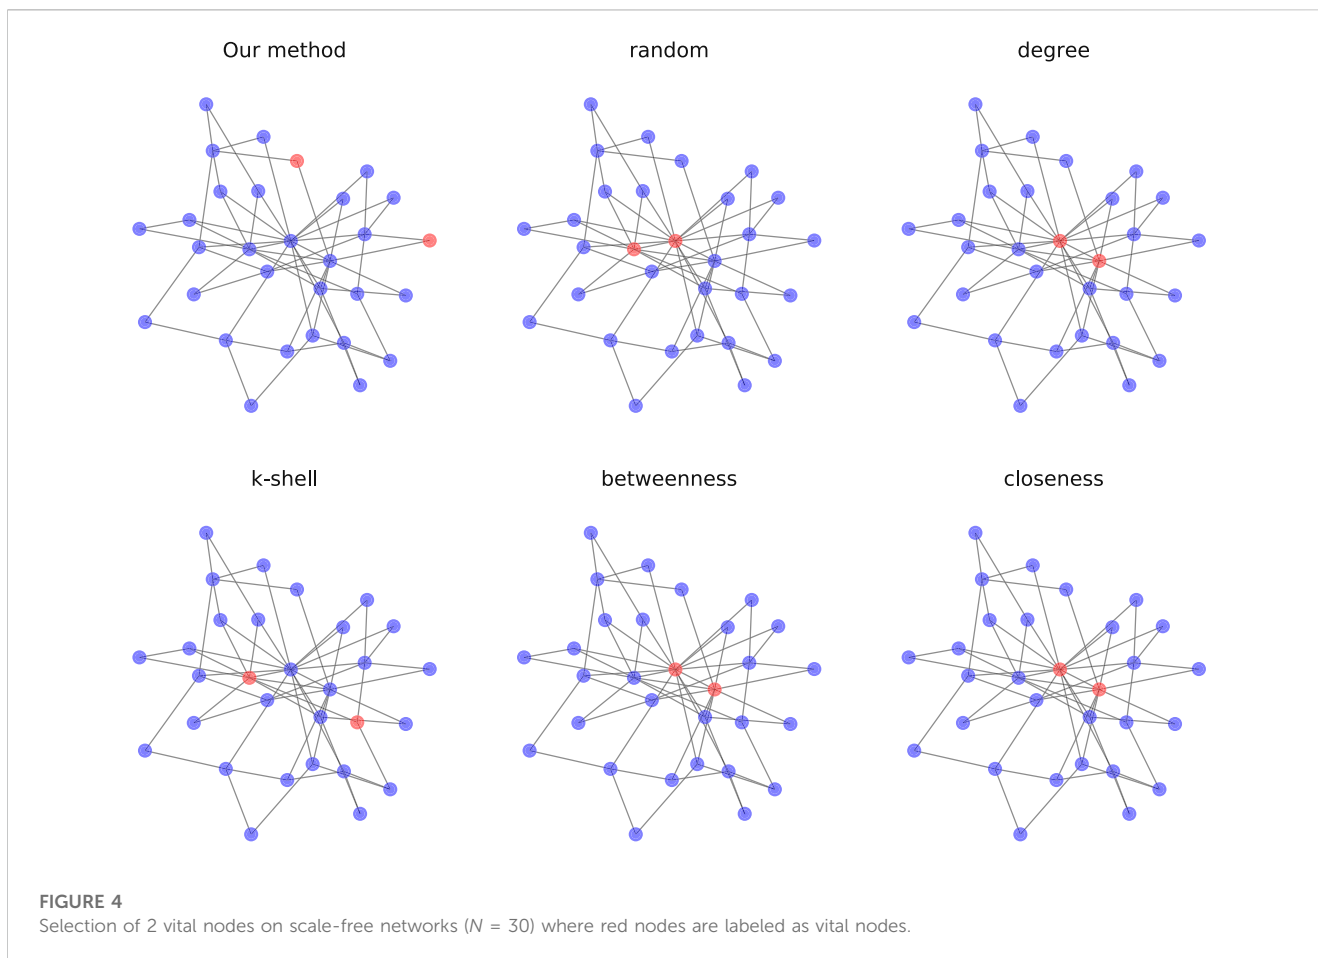 Our method
random
degree
k-shell
betweenness
closeness
FIGURE 4
Selection of 2 vital nodes on scale-free networks (N = 30) where red nodes are labeled as vital nodes.